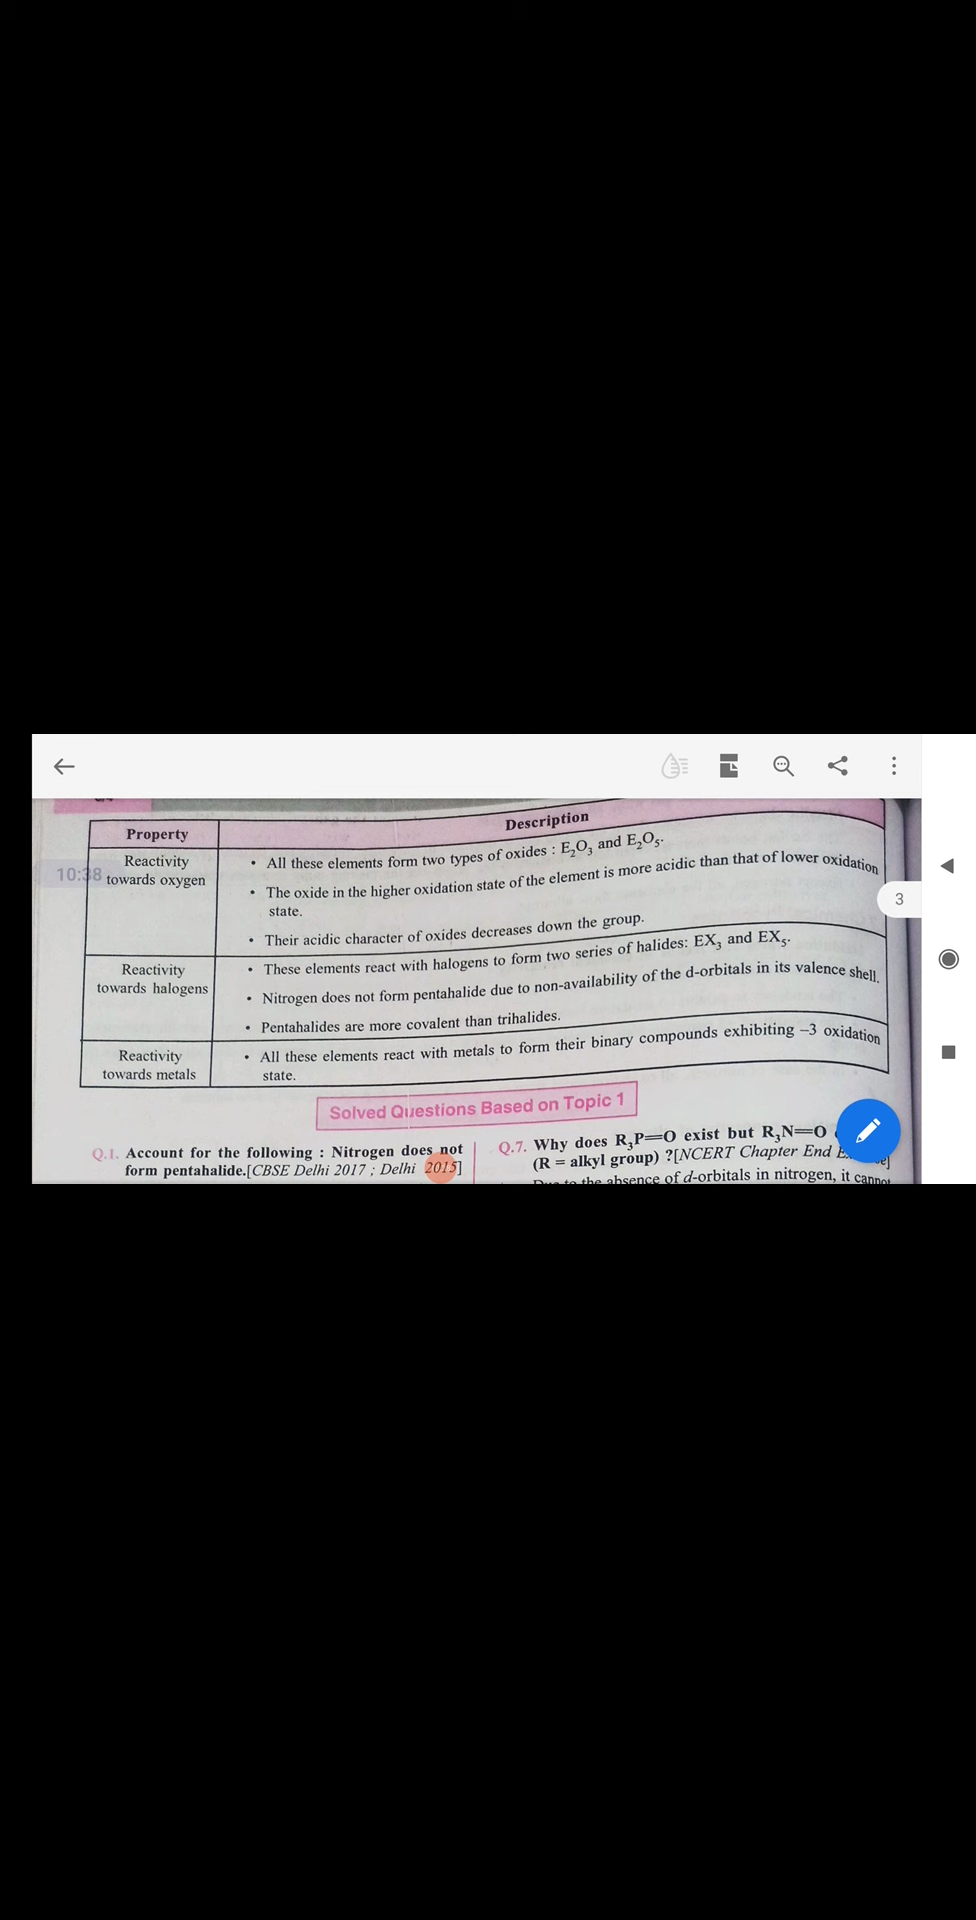 Property
Description
10:38
Reactivity
towards oxygen
• All these elements form two types of oxides : E₂O₃ and E₂O₅.
• The oxide in the higher oxidation state of the element is more acidic than that of lower oxidation
state.
• Their acidic character of oxides decreases down the group.
3
Reactivity
towards halogens
• These elements react with halogens to form two series of halides: EX₃ and EX₅.
• Nitrogen does not form pentahalide due to non-availability of the d-orbitals in its valence shell.
• Pentahalides are more covalent than trihalides.
Reactivity
towards metals
• All these elements react with metals to form their binary compounds exhibiting –3 oxidation
state.
Solved Questions Based on Topic 1
Q.1. Account for the following : Nitrogen does not
form pentahalide.[CBSE Delhi 2017 ; Delhi 2015]
Q.7. Why does R₃P═O exist but R₃N═O
(R = alkyl group) ?[NCERT Chapter End
the absence of d-orbitals in nitrogen, it cannot